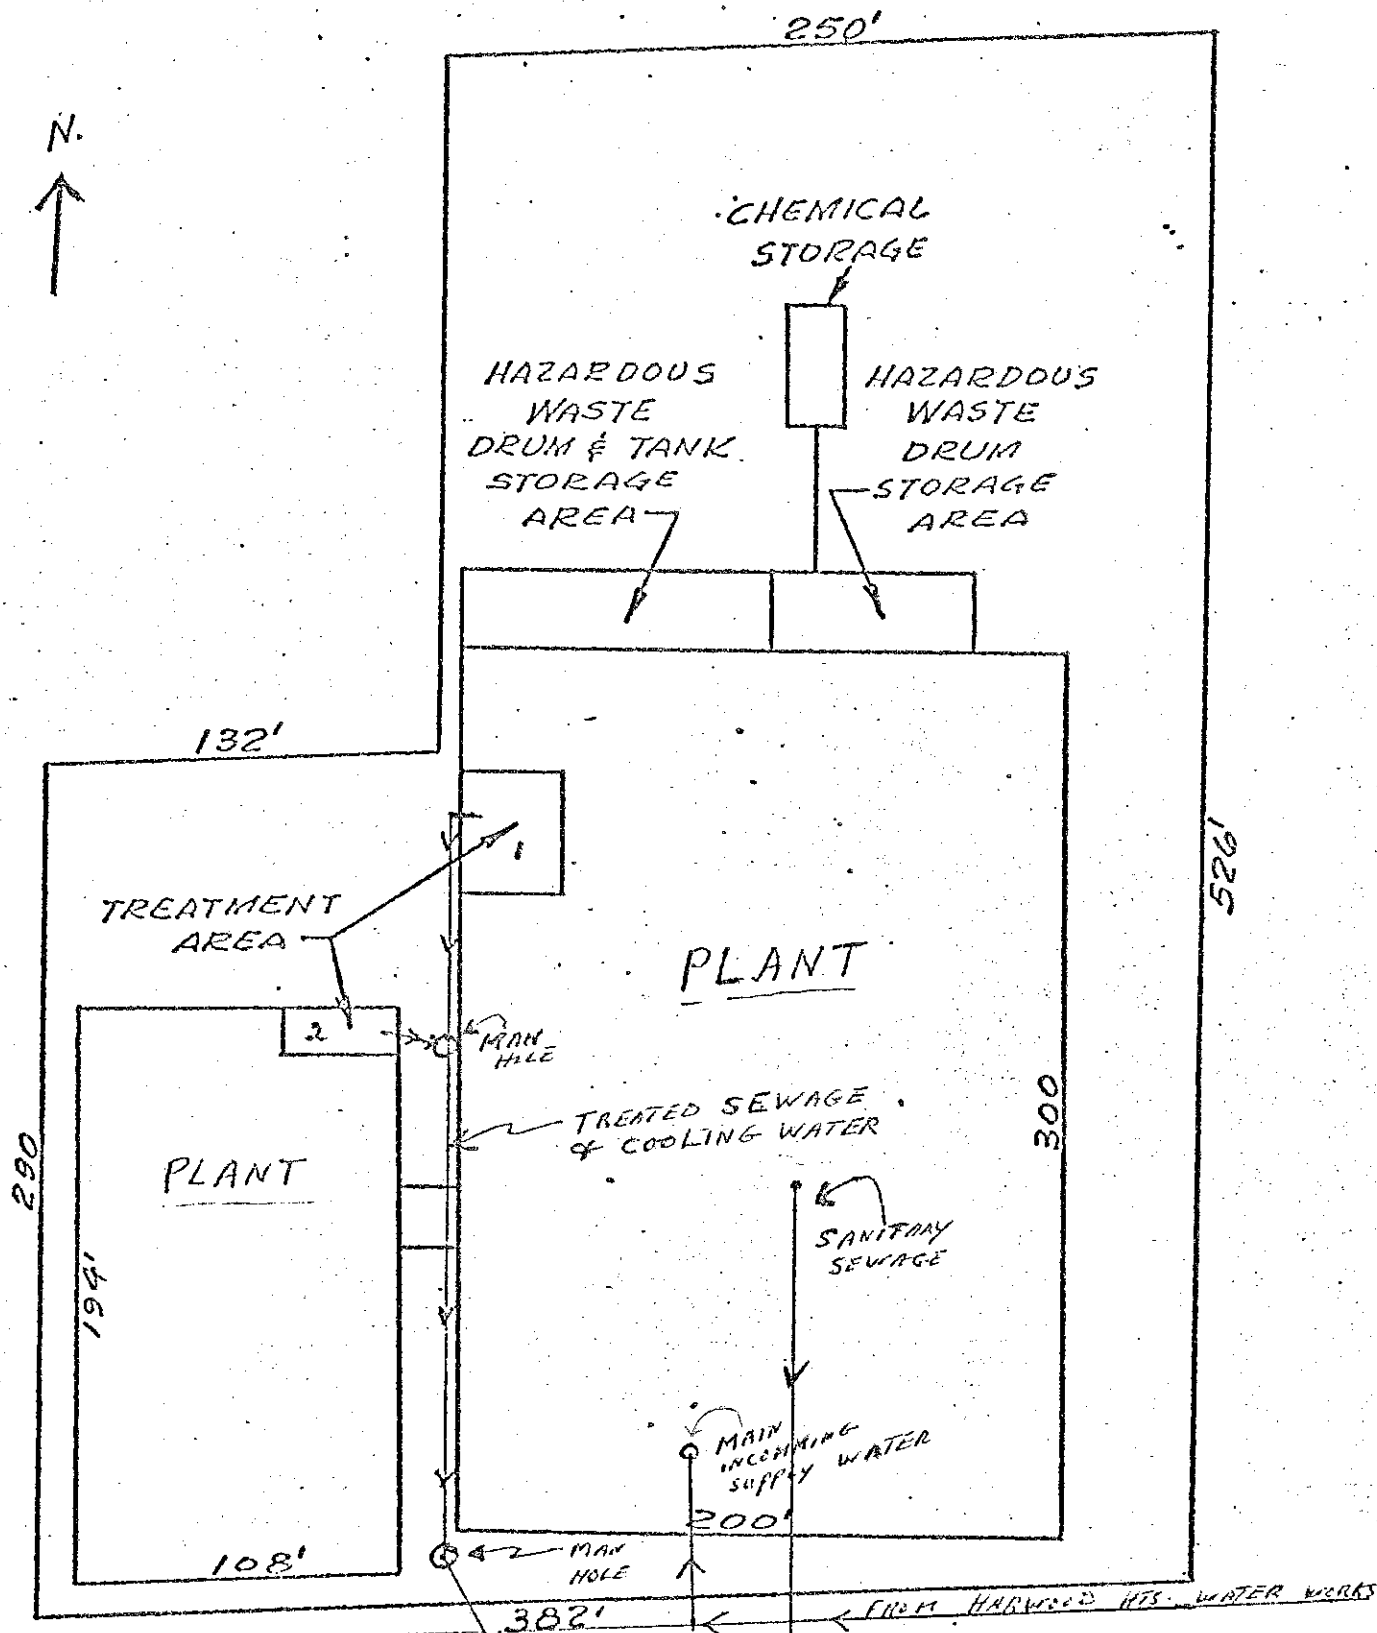 250'
N.
CHEMICAL
STORAGE
HAZARDOUS
WASTE
DRUM & TANK
STORAGE
AREA
HAZARDOUS
WASTE
DRUM
STORAGE
AREA
132'
1
TREATMENT
AREA
526'
PLANT
2
MAN
HOLE
TREATED SEWAGE
& COOLING WATER
300
290
PLANT
SANITARY
SEWAGE
194'
MAIN
INCOMMING
SUPPLY WATER
200'
108'
MAN
HOLE
382'
FROM HARWOOD HTS. WATER WORKS